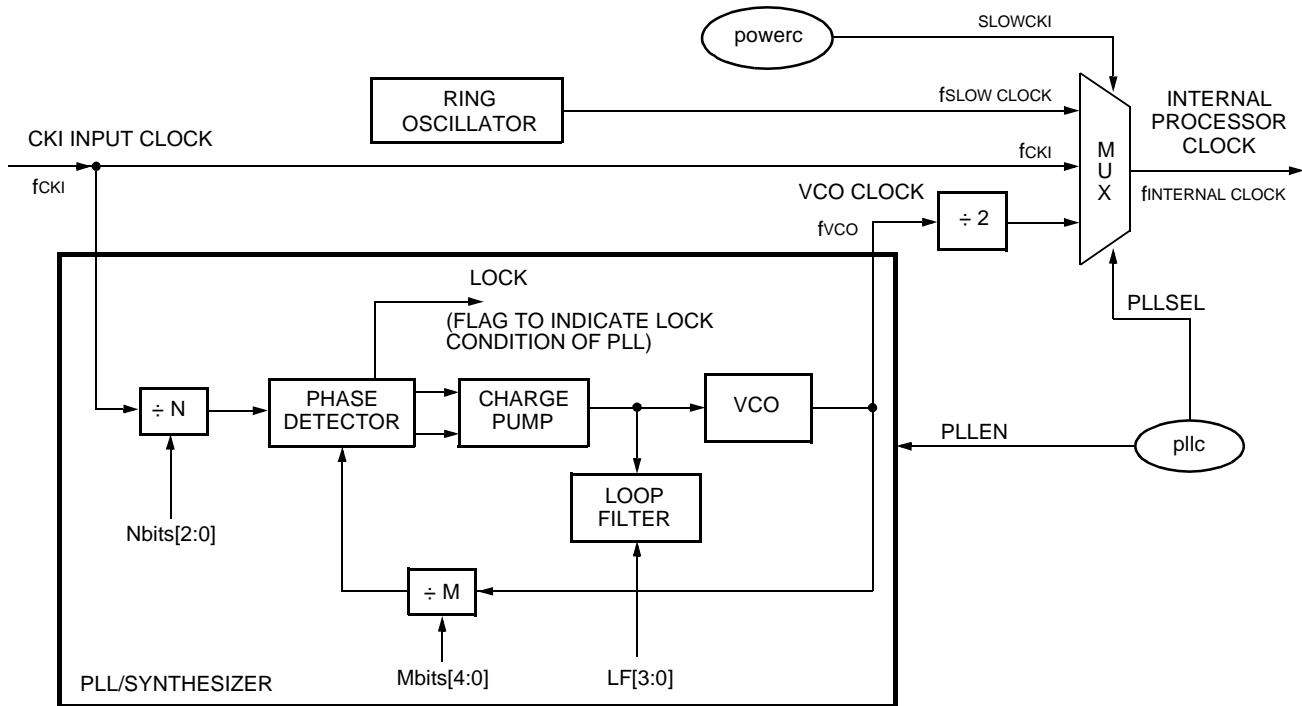 SLOWCKI
powerc
RING
OSCILLATOR
fSLOW CLOCK
INTERNAL
PROCESSOR
CLOCK
CKI INPUT CLOCK
fCKI
fCKI
M
U
X
fINTERNAL CLOCK
VCO CLOCK
fVCO
÷ 2
LOCK
(FLAG TO INDICATE LOCK
CONDITION OF PLL)
PLLSEL
÷ N
PHASE
DETECTOR
CHARGE
PUMP
VCO
PLLEN
pllc
LOOP
FILTER
Nbits[2:0]
÷ M
Mbits[4:0]
LF[3:0]
PLL/SYNTHESIZER